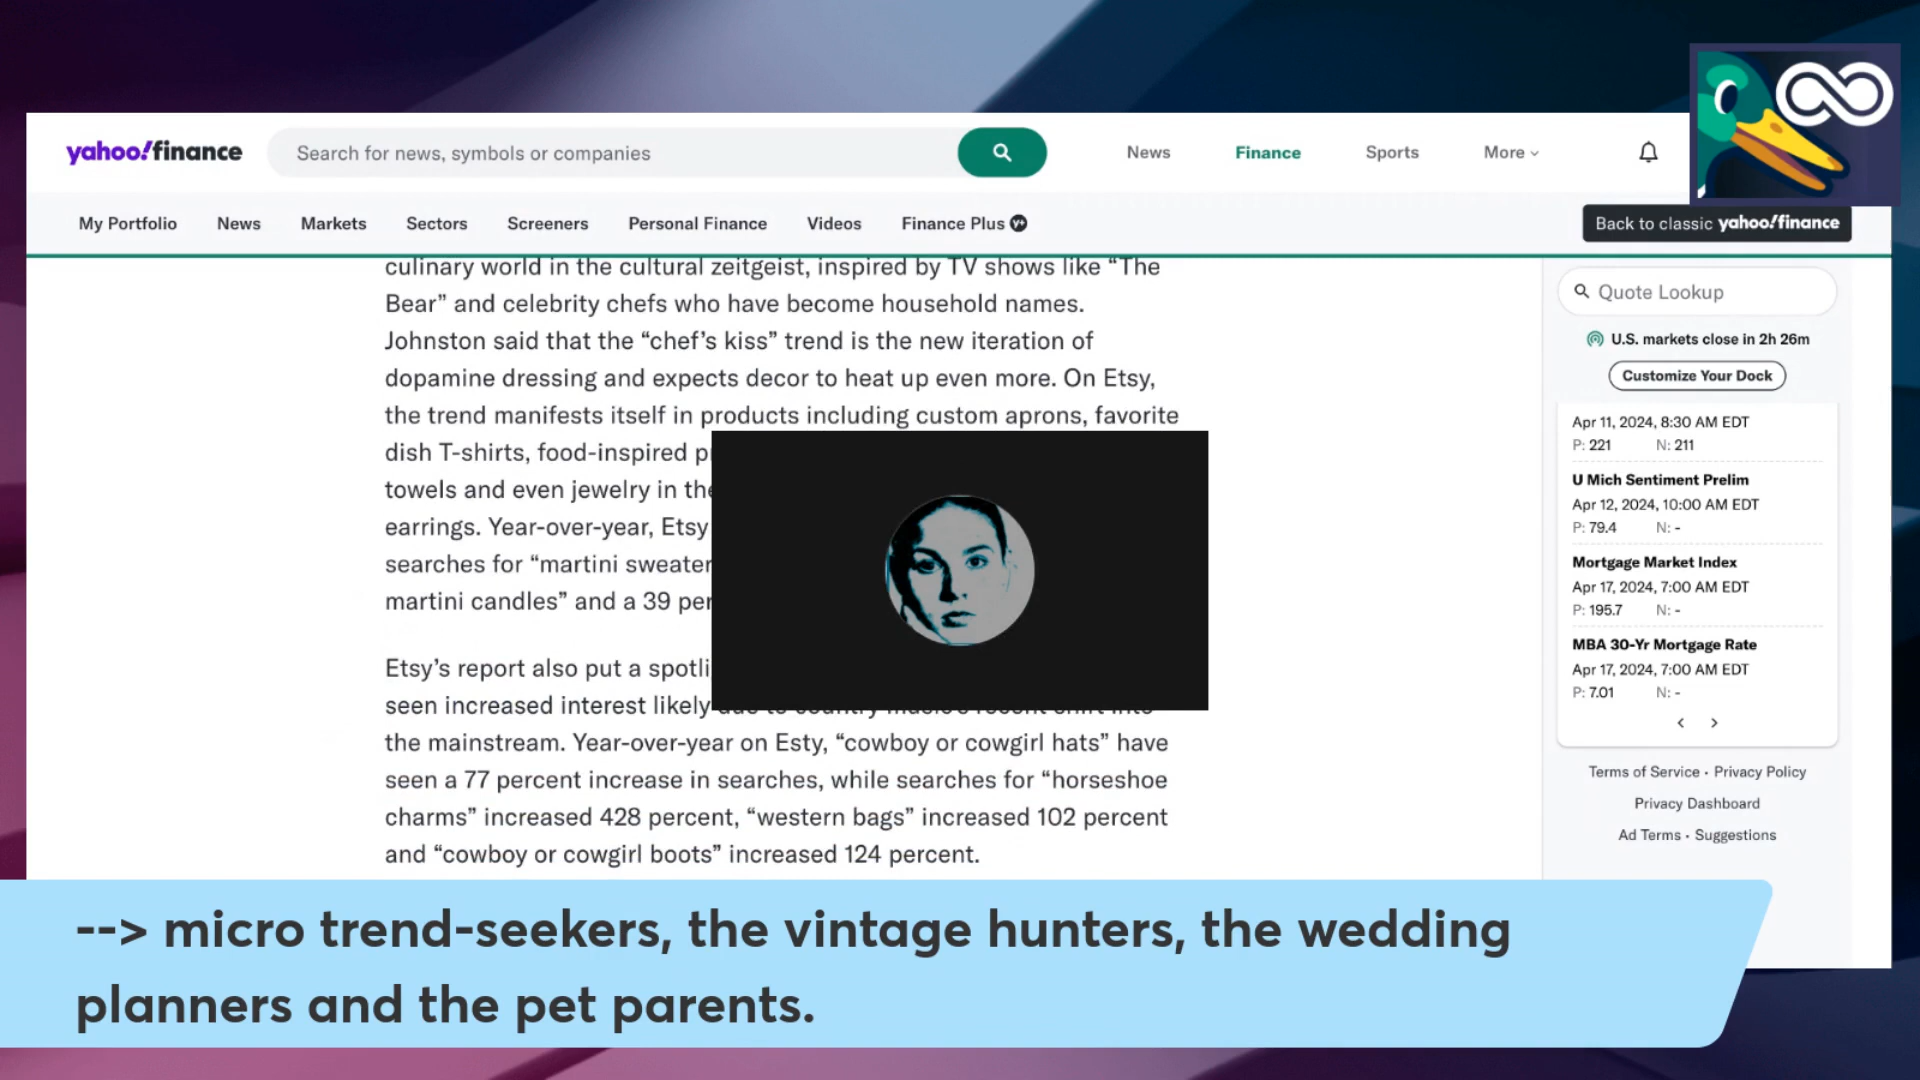 yahoo!finance
Search for news, symbols or companies
News
Finance
Sports
More
My Portfolio
News
Markets
Sectors
Screeners
Personal Finance
Videos
Finance Plus
Back to classic yahoo!finance
culinary world in the cultural zeitgeist, inspired by TV shows like “The
Bear” and celebrity chefs who have become household names.
Johnston said that the “chef’s kiss” trend is the new iteration of
dopamine dressing and expects decor to heat up even more. On Etsy,
the trend manifests itself in products including custom aprons, favorite
dish T-shirts, food-inspired
towels and even jewelry in the
earrings. Year-over-year, Etsy
searches for “martini sweater
martini candles” and a 39
Etsy’s report also put a
seen increased interest likely due to country music’s recent shift into
the mainstream. Year-over-year on Esty, “cowboy or cowgirl hats” have
seen a 77 percent increase in searches, while searches for “horseshoe
charms” increased 428 percent, “western bags” increased 102 percent
and “cowboy or cowgirl boots” increased 124 percent.
Quote Lookup
U.S. markets close in 2h 26m
Customize Your Dock
Apr 11, 2024, 8:30 AM EDT
P: 221 N: 211
U Mich Sentiment Prelim
Apr 12, 2024, 10:00 AM EDT
P: 79.4 N: -
Mortgage Market Index
Apr 17, 2024, 7:00 AM EDT
P: 195.7 N: -
MBA 30-Yr Mortgage Rate
Apr 17, 2024, 7:00 AM EDT
P: 7.01 N: -
Terms of Service • Privacy Policy
Privacy Dashboard
Ad Terms • Suggestions
--> micro trend-seekers, the vintage hunters, the wedding
planners and the pet parents.